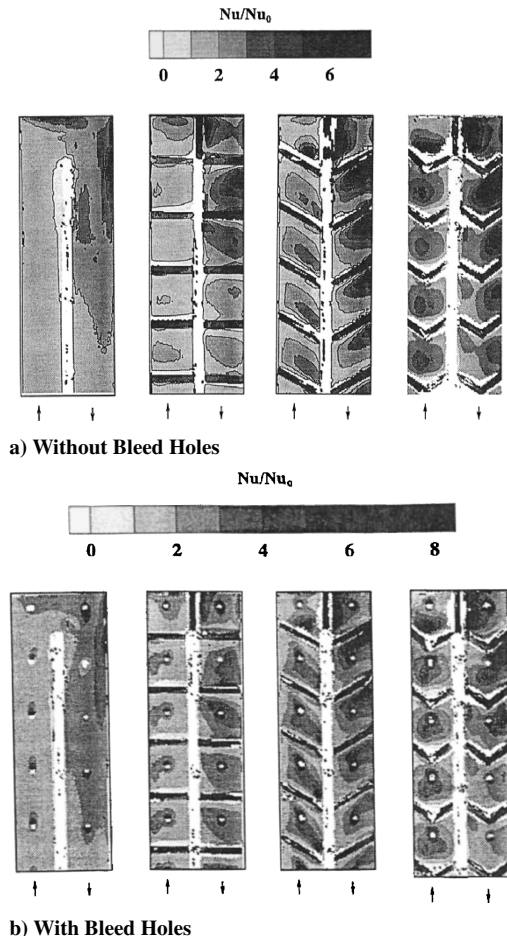 Nu/Nu0
0 2 4 6
a) Without Bleed Holes
Nu/Nu0
0 2 4 6 8
b) With Bleed Holes